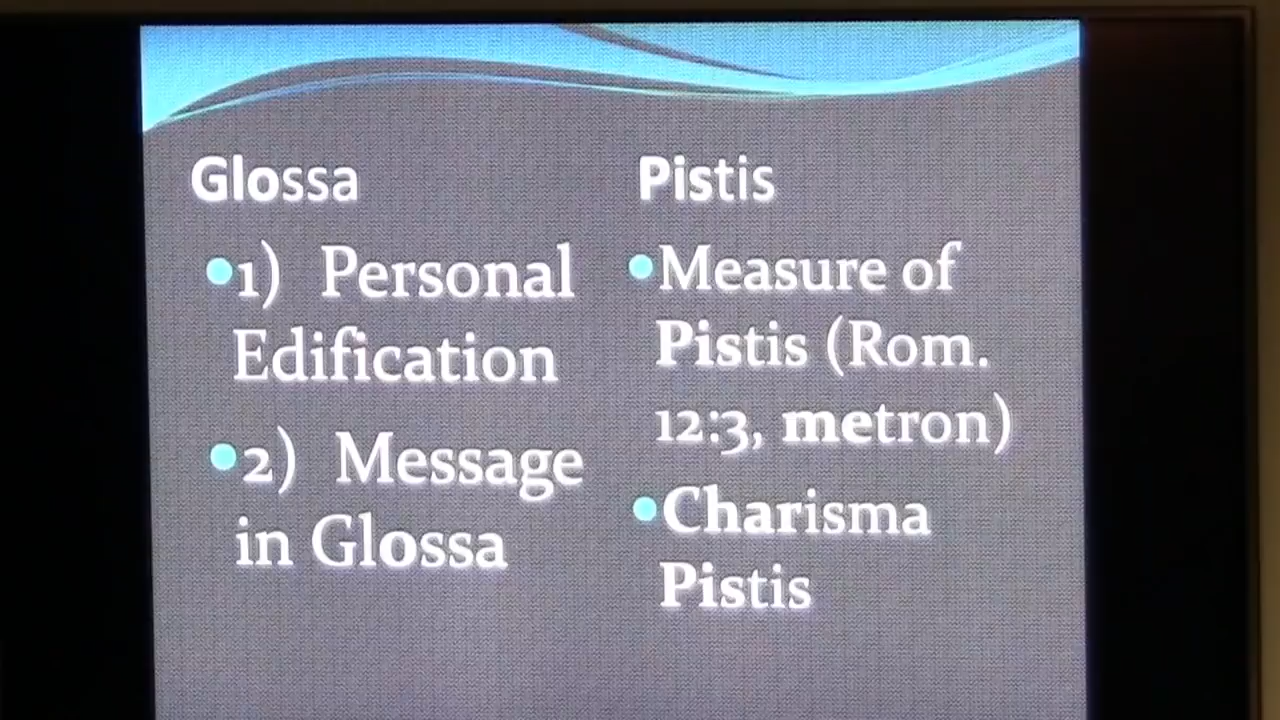 Glossa
•1) Personal
Edification
•2) Message
in Glossa
Pistis
•Measure of
Pistis (Rom.
12:3, metron)
•Charisma
Pistis